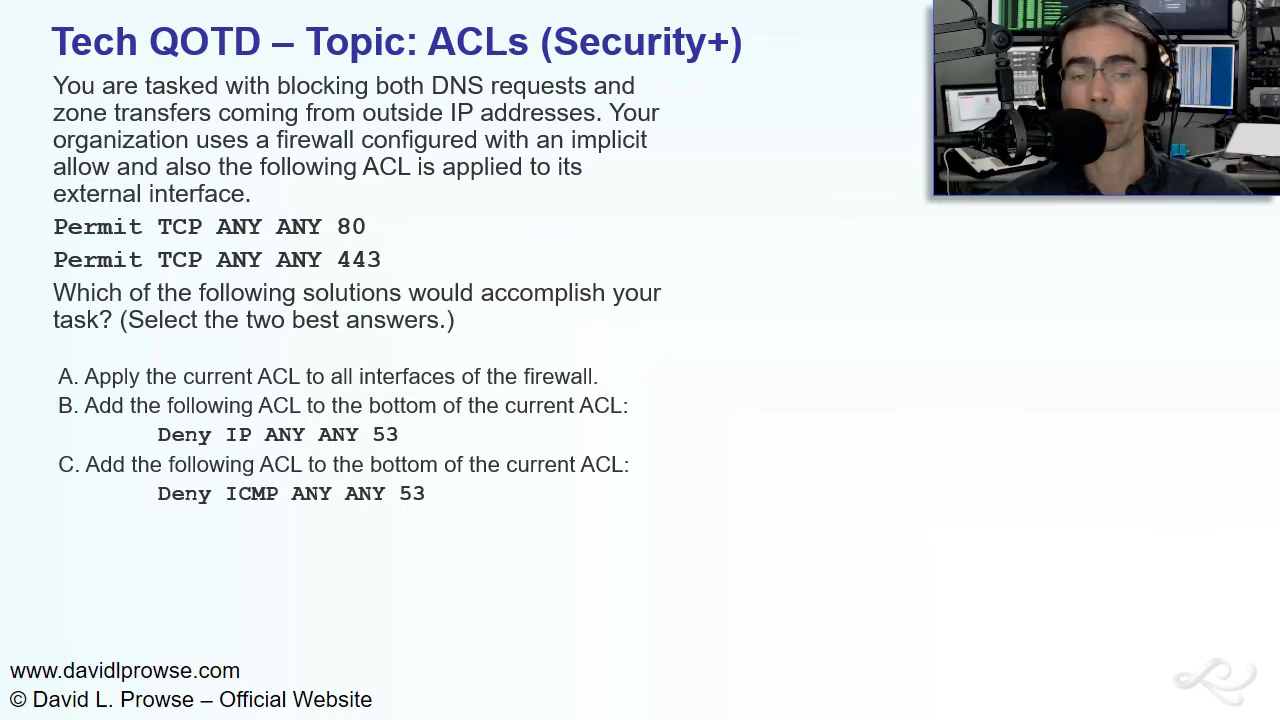 Tech QOTD – Topic: ACLs (Security+)
You are tasked with blocking both DNS requests and
zone transfers coming from outside IP addresses. Your
organization uses a firewall configured with an implicit
allow and also the following ACL is applied to its
external interface.
Permit TCP ANY ANY 80
Permit TCP ANY ANY 443
Which of the following solutions would accomplish your
task? (Select the two best answers.)
A. Apply the current ACL to all interfaces of the firewall.
B. Add the following ACL to the bottom of the current ACL:
Deny IP ANY ANY 53
C. Add the following ACL to the bottom of the current ACL:
Deny ICMP ANY ANY 53
www.davidlprowse.com
© David L. Prowse – Official Website